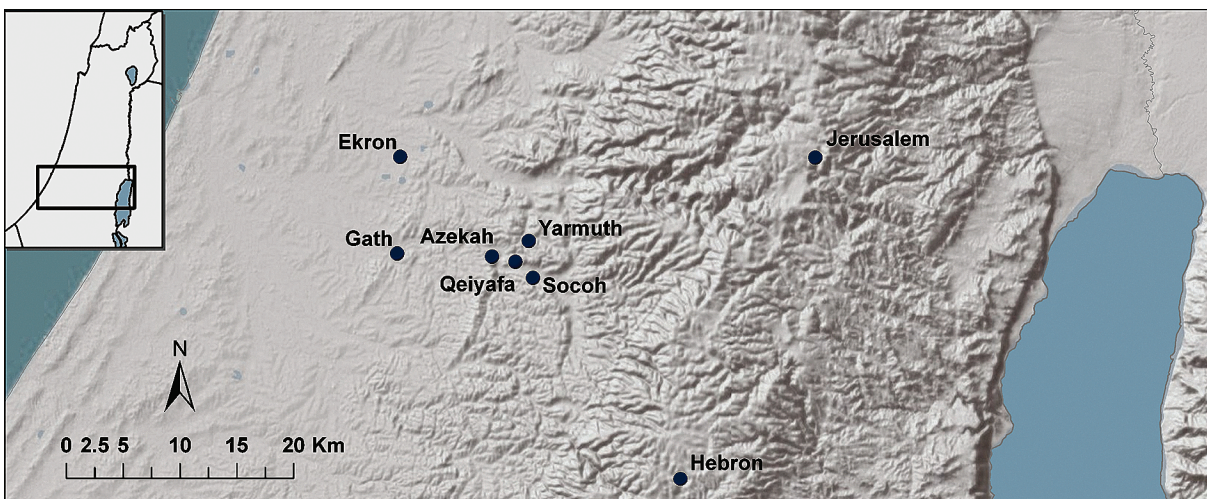 Ekron
Jerusalem
Yarmuth
Gath
Azekah
Qeiyafa
Socoh
N
0 2.5 5 10 15 20 Km
Hebron